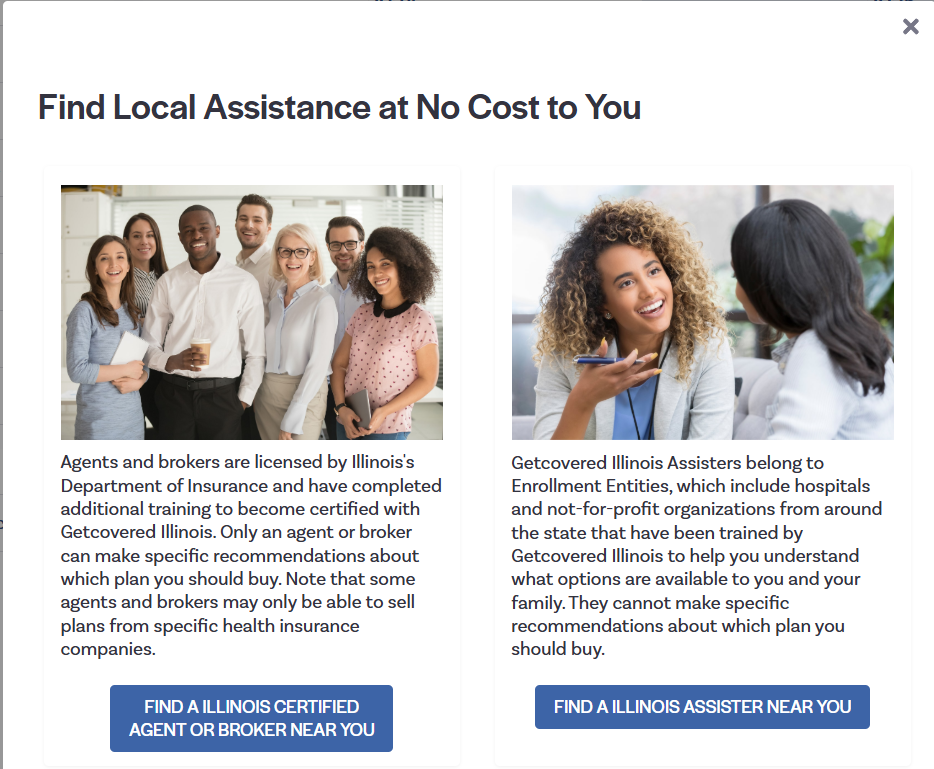 Find Local Assistance at No Cost to You
Agents and brokers are licensed by Illinois's
Department of Insurance and have completed
additional training to become certified with
Getcovered Illinois. Only an agent or broker
can make specific recommendations about
which plan you should buy. Note that some
agents and brokers may only be able to sell
plans from specific health insurance
companies.
FIND A ILLINOIS CERTIFIED
AGENT OR BROKER NEAR YOU
Getcovered Illinois Assisters belong to
Enrollment Entities, which include hospitals
and not-for-profit organizations from around
the state that have been trained by
Getcovered Illinois to help you understand
what options are available to you and your
family. They cannot make specific
recommendations about which plan you
should buy.
FIND A ILLINOIS ASSISTER NEAR YOU